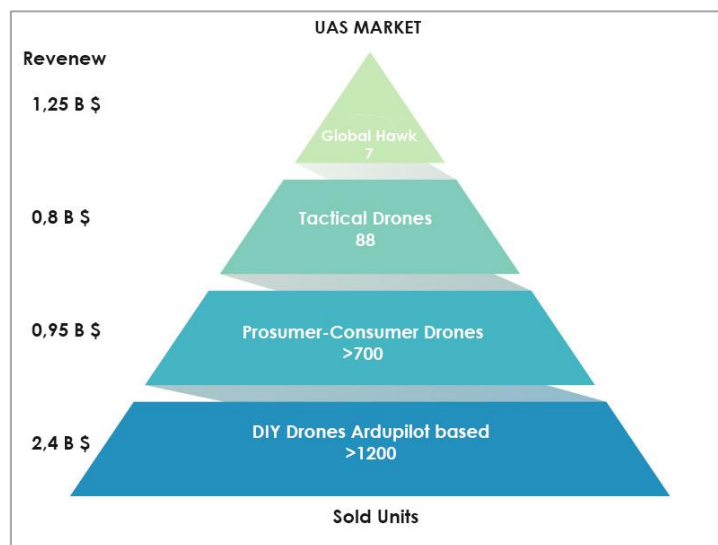 UAS MARKET
Revenew
1,25 B $
Global Hawk
7
0,8 B $
Tactical Drones
88
0,95 B $
Prosumer-Consumer Drones
>700
2,4 B $
DIY Drones Ardupilot based
>1200
Sold Units